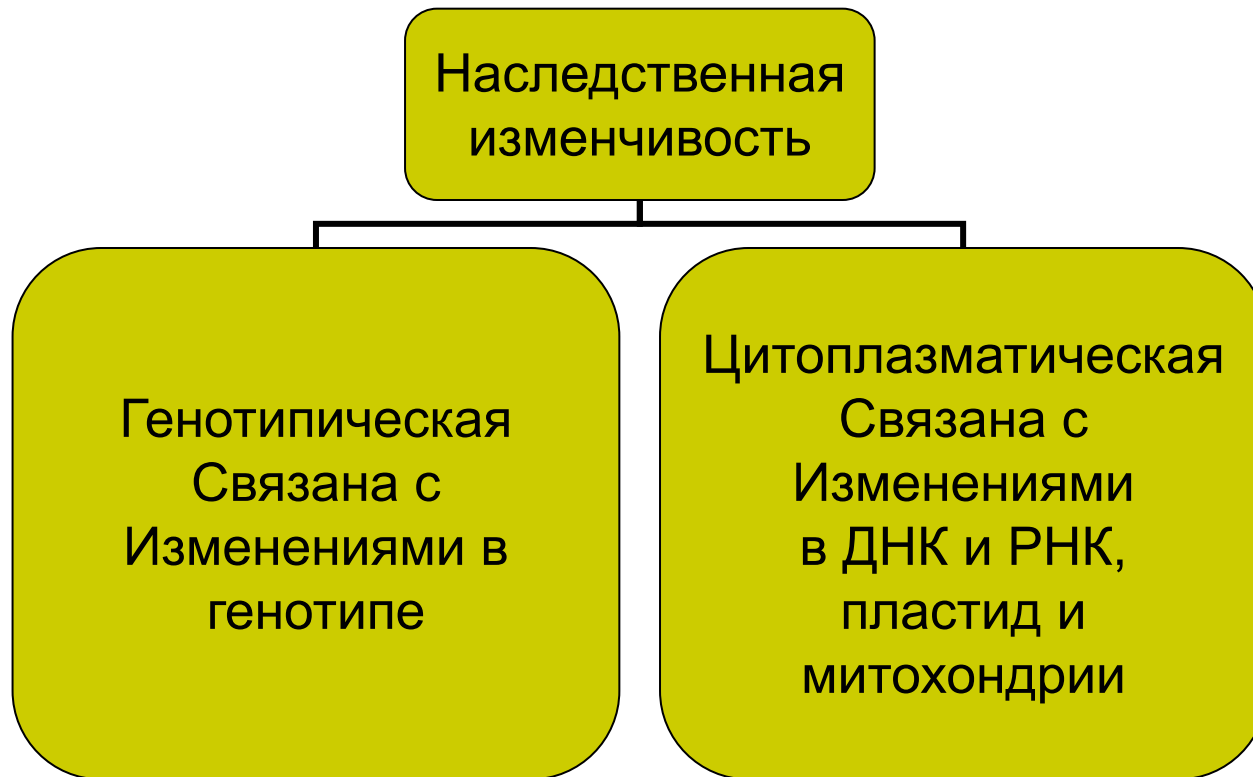 Наследственная
изменчивость
Генотипическая
Связана с
Изменениями в
генотипе
Цитоплазматическая
Связана с
Изменениями
в ДНК и РНК,
пластид и
митохондрии